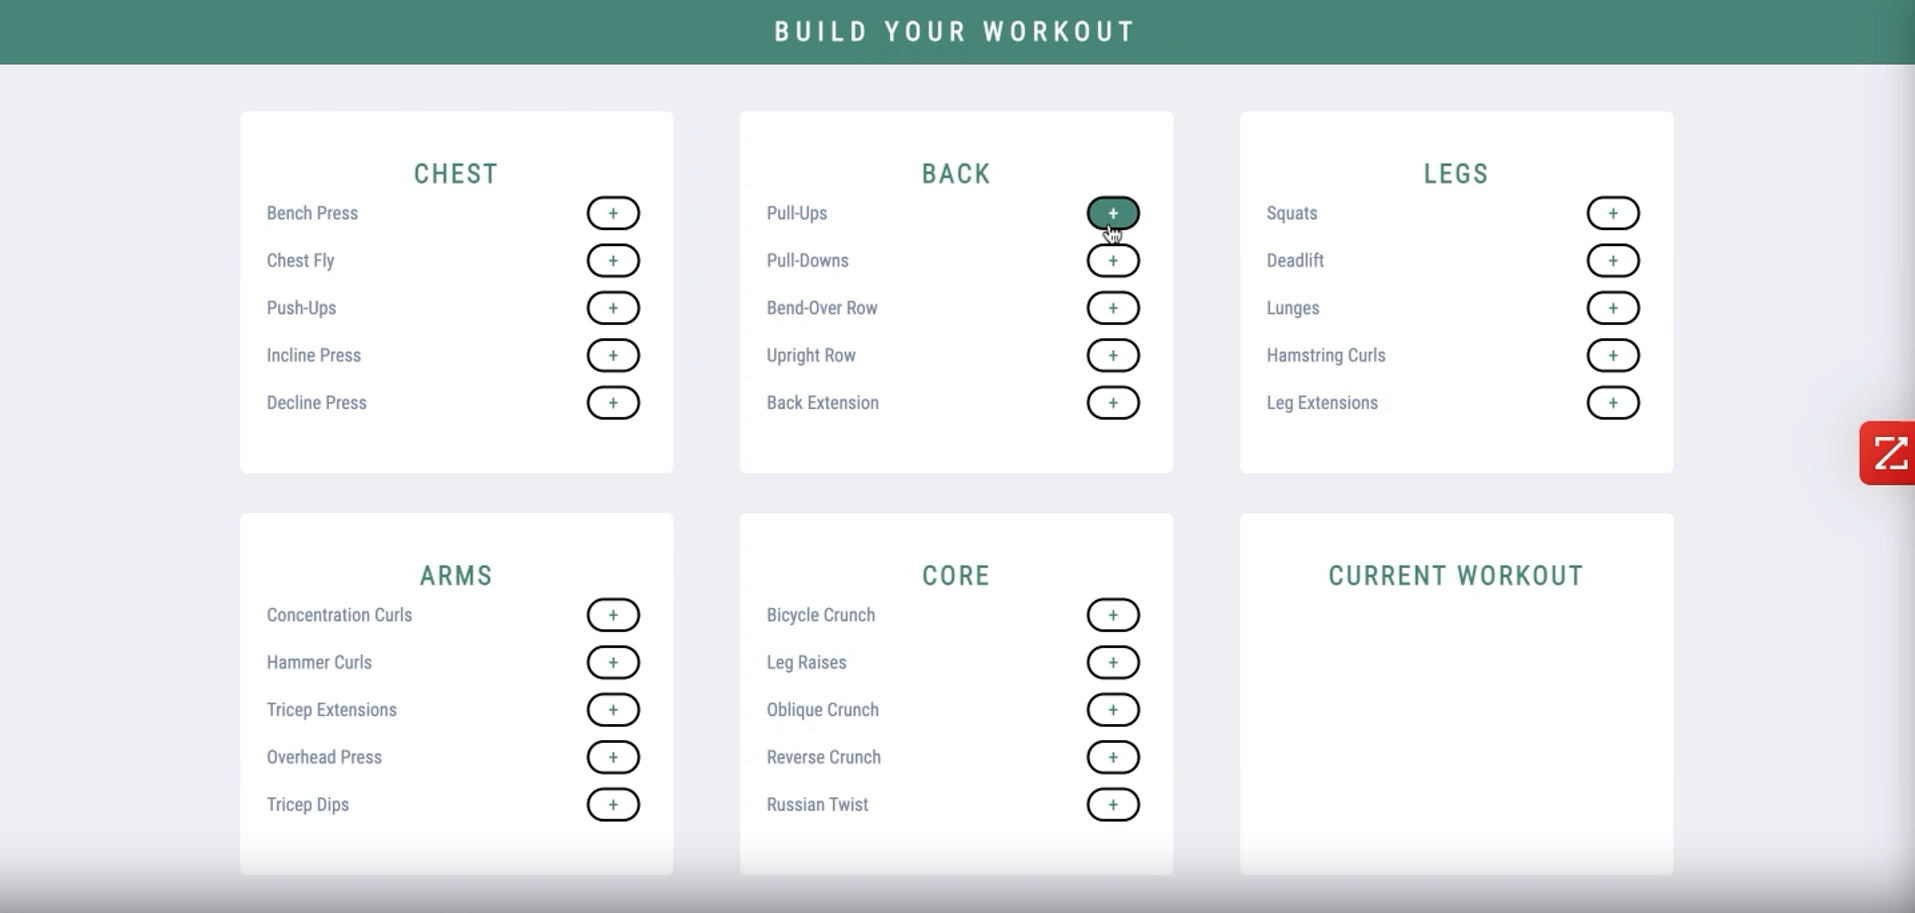 BUILD YOUR WORKOUT
CHEST
Bench Press +
Chest Fly +
Push-Ups +
Incline Press +
Decline Press +
BACK
Pull-Ups +
Pull-Downs +
Bend-Over Row +
Upright Row +
Back Extension +
LEGS
Squats +
Deadlift +
Lunges +
Hamstring Curls +
Leg Extensions +
ARMS
Concentration Curls +
Hammer Curls +
Tricep Extensions +
Overhead Press +
Tricep Dips +
CORE
Bicycle Crunch +
Leg Raises +
Oblique Crunch +
Reverse Crunch +
Russian Twist +
CURRENT WORKOUT